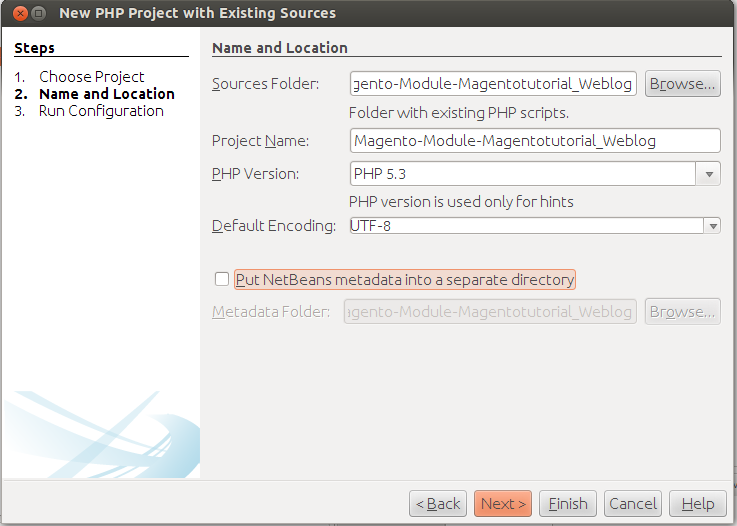 New PHP Project with Existing Sources
Steps
1. Choose Project
2. Name and Location
3. Run Configuration
Name and Location
Sources Folder: gento-Module-Magentotutorial_Weblog Browse...
Folder with existing PHP scripts.
Project Name: Magento-Module-Magentotutorial_Weblog
PHP Version: PHP 5.3
PHP version is used only for hints
Default Encoding: UTF-8
Put NetBeans metadata into a separate directory
Metadata Folder: agento-Module-Magentotutorial_Weblog Browse...
< Back Next > Finish Cancel Help